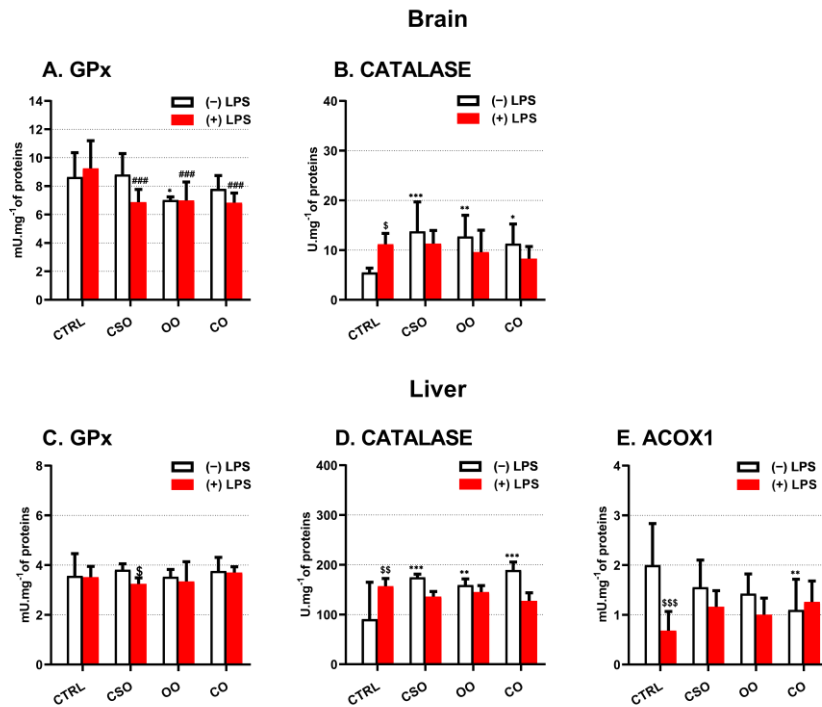 Brain
A. GPx
(−) LPS
(+) LPS
mU.mg-1 of proteins
14
12
10
8
6
4
2
0
###
*
###
###
CTRL
CSO
OO
CO
B. CATALASE
(−) LPS
(+) LPS
U.mg-1 of proteins
40
30
20
10
0
$
***
**
*
CTRL
CSO
OO
CO
Liver
C. GPx
(−) LPS
(+) LPS
mU.mg-1 of proteins
8
6
4
2
0
$
CTRL
CSO
OO
CO
D. CATALASE
(−) LPS
(+) LPS
U.mg-1 of proteins
400
300
200
100
0
$$
***
**
***
CTRL
CSO
OO
CO
E. ACOX1
(−) LPS
(+) LPS
mU.mg-1 of proteins
4
3
2
1
0
$$$
**
CTRL
CSO
OO
CO